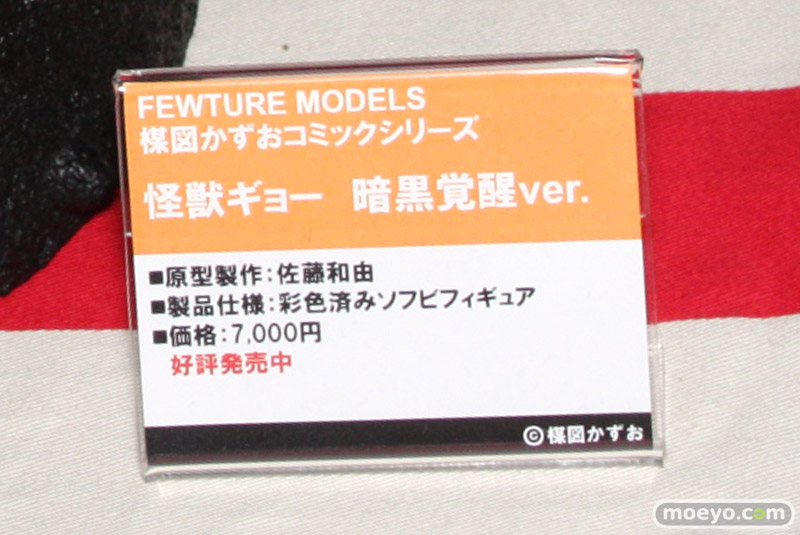 FEWTURE MODELS
楳図かずおコミックシリーズ
怪獣ギョー 暗黒覚醒ver.
■原型製作:佐藤和由
■製品仕様:彩色済みソフビフィギュア
■価格:7,000円
好評発売中
©楳図かずお
moeyo.com